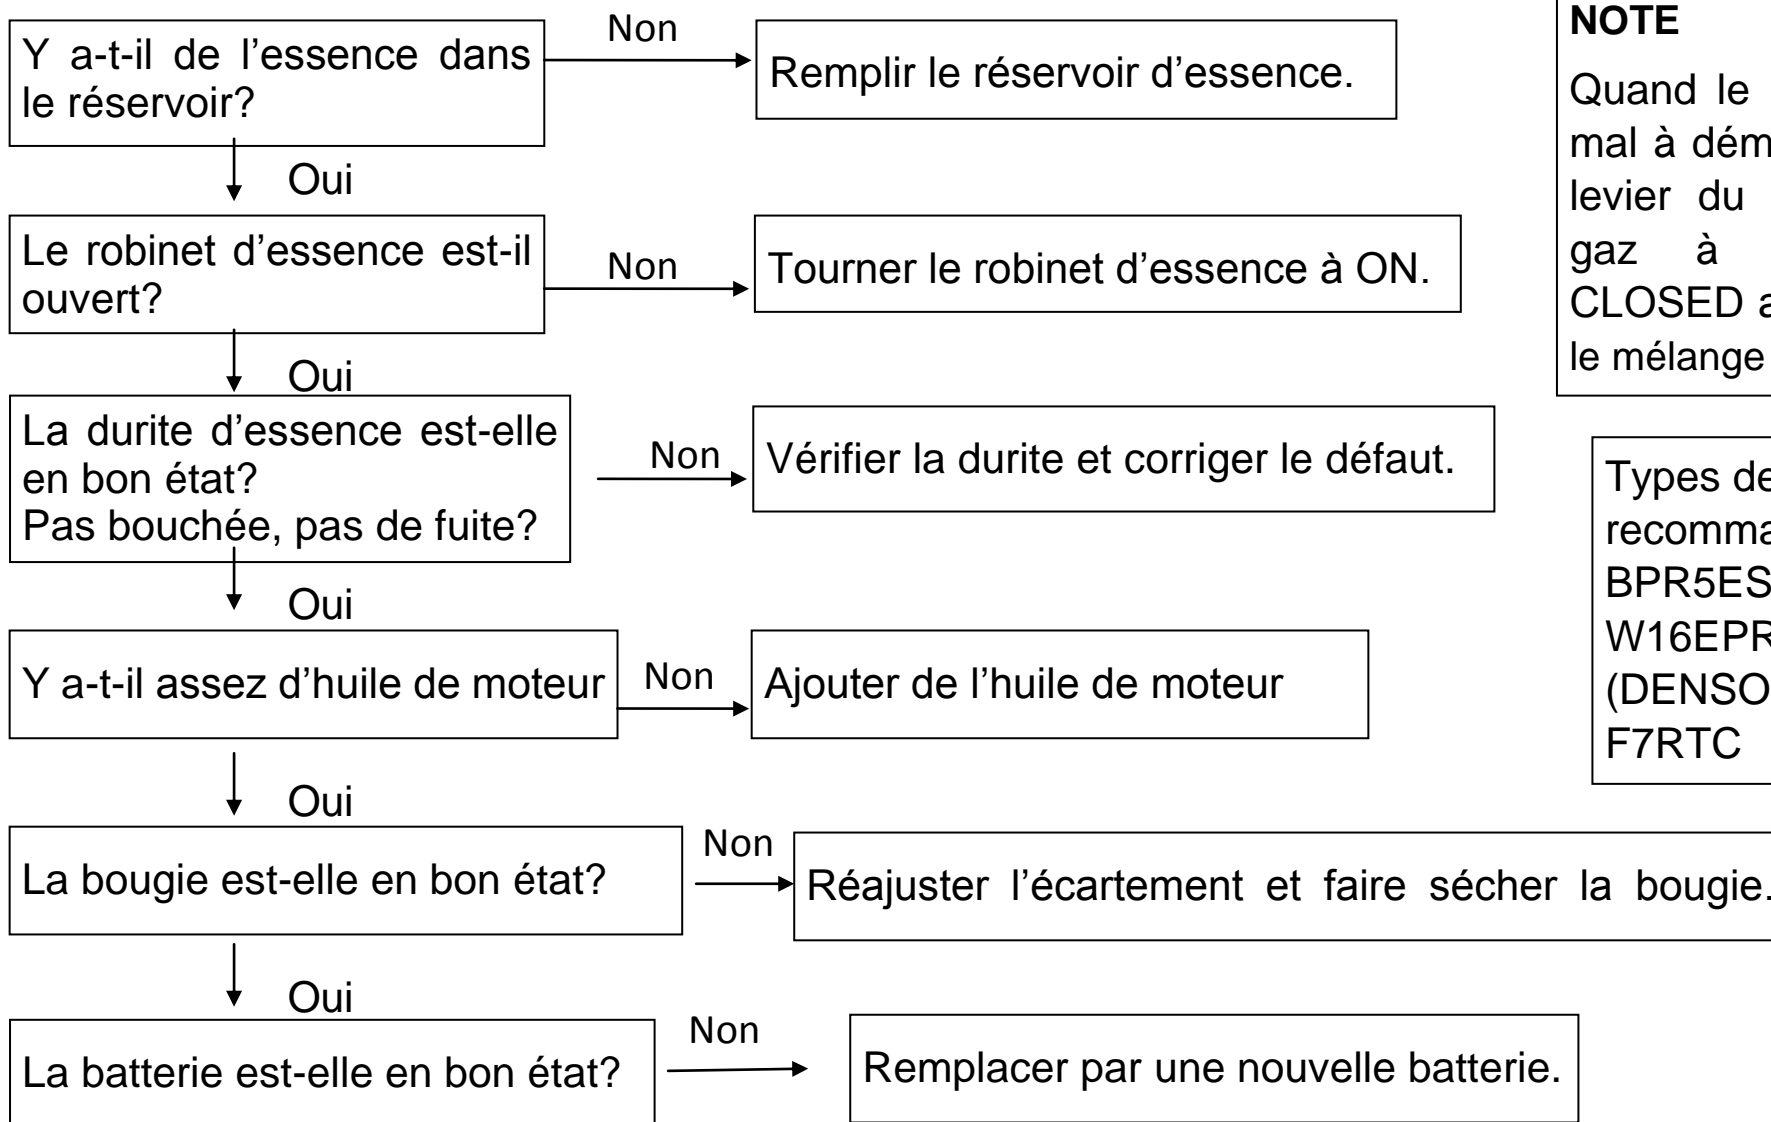 Y a-t-il de l’essence dans
le réservoir?
Non
Remplir le réservoir d’essence.
Oui
Le robinet d’essence est-il
ouvert?
Non
Tourner le robinet d’essence à ON.
Oui
La durite d’essence est-elle
en bon état?
Pas bouchée, pas de fuite?
Non
Vérifier la durite et corriger le défaut.
Oui
Y a-t-il assez d’huile de moteur
Non
Ajouter de l’huile de moteur
Oui
La bougie est-elle en bon état?
Non
Réajuster l’écartement et faire sécher la bougie.
Oui
La batterie est-elle en bon état?
Non
Remplacer par une nouvelle batterie.
NOTE
Quand le
mal à
levier du
gaz à
CLOSED
le mélange
Types
BPR5ES
(DENSO
F7RTC